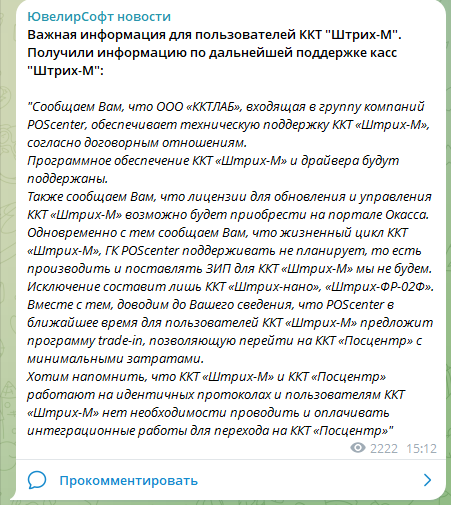 ЮвелирСофт новости
Важная информация для пользователей ККТ "Штрих-М".
Получили информацию по дальнейшей поддержке касс
"Штрих-М":
"Сообщаем Вам, что ООО «ККТЛАБ», входящая в группу компаний
POScenter, обеспечивает техническую поддержку ККТ «Штрих-М»,
согласно договорным отношениям.
Программное обеспечение ККТ «Штрих-М» и драйвера будут
поддержаны.
Также сообщаем Вам, что лицензии для обновления и управления
ККТ «Штрих-М» возможно будет приобрести на портале Окасса.
Одновременно с тем сообщаем Вам, что жизненный цикл ККТ
«Штрих-М», ГК POScenter поддерживать не планирует, то есть
производить и поставлять ЗИП для ККТ «Штрих-М» мы не будем.
Исключение составит лишь ККТ «Штрих-нано», «Штрих-ФР-02Ф».
Вместе с тем, доводим до Вашего сведения, что POScenter в
ближайшее время для пользователей ККТ «Штрих-М» предложит
программу trade-in, позволяющую перейти на ККТ «Посцентр» с
минимальными затратами.
Хотим напомнить, что ККТ «Штрих-М» и ККТ «Посцентр»
работают на идентичных протоколах и пользователям ККТ
«Штрих-М» нет необходимости проводить и оплачивать
интеграционные работы для перехода на ККТ «Посцентр»"
2222 15:12
Прокомментировать